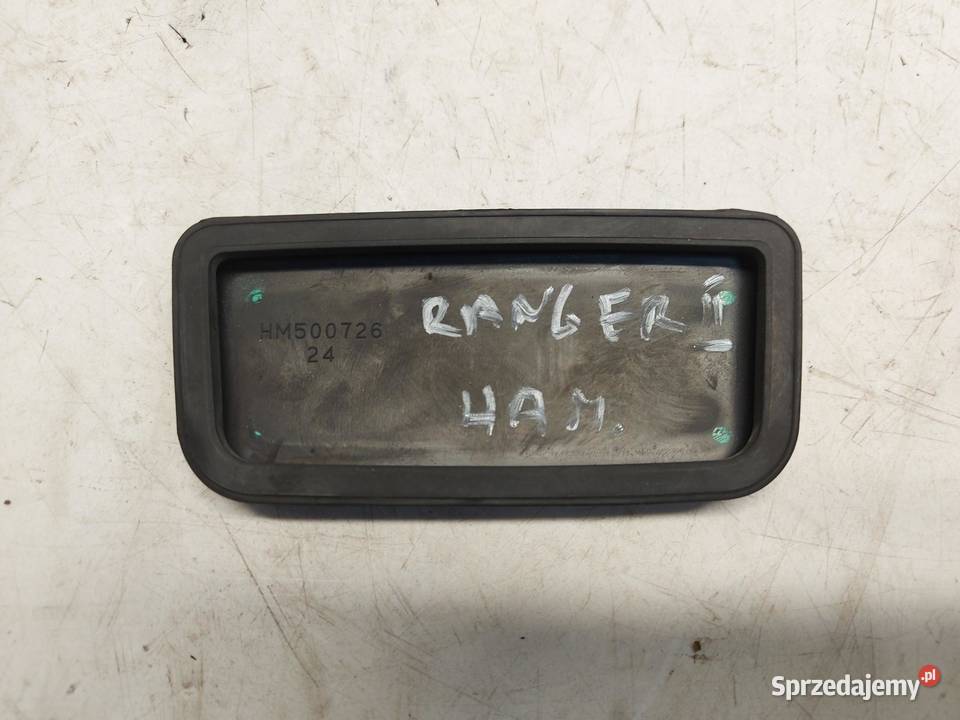 HM500726
24
RANGER II
HAM.
Sprzedajemy.pl